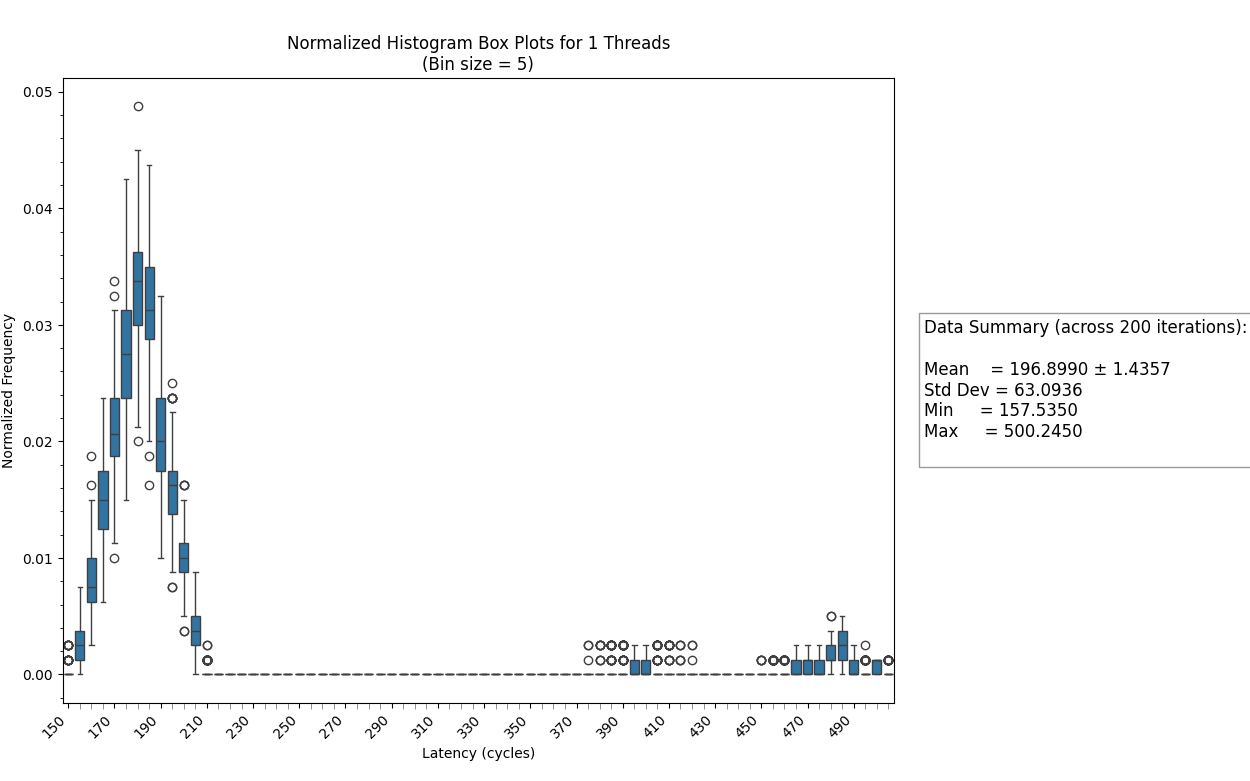 Normalized Histogram Box Plots for 1 Threads
(Bin size = 5)
Normalized Frequency
0.05
0.04
0.03
0.02
0.01
0.00
150 170 190 210 230 250 270 290 310 330 350 370 390 410 430 450 470 490
Latency (cycles)
Data Summary (across 200 iterations):
Mean = 196.8990 ± 1.4357
Std Dev = 63.0936
Min = 157.5350
Max = 500.2450